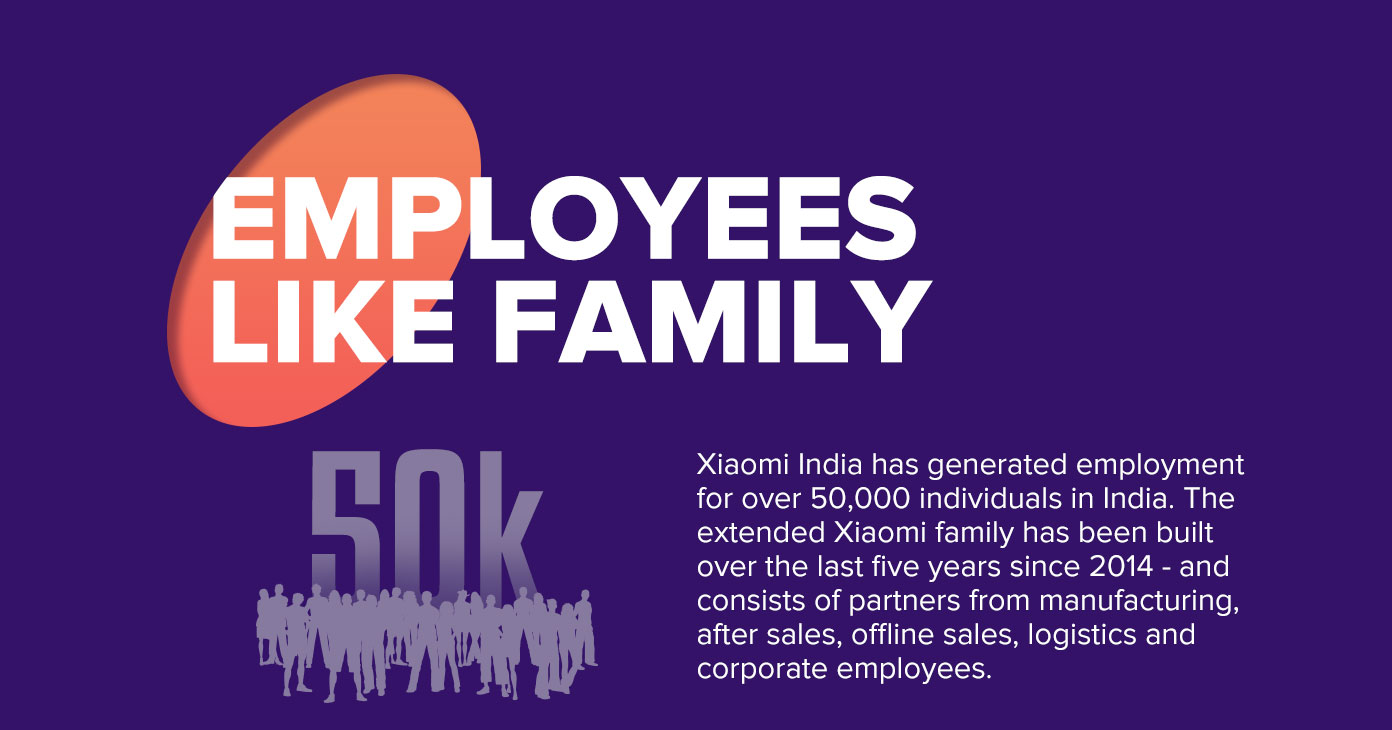 EMPLOYEES
LIKE FAMILY
50k
Xiaomi India has generated employment
for over 50,000 individuals in India. The
extended Xiaomi family has been built
over the last five years since 2014 - and
consists of partners from manufacturing,
after sales, offline sales, logistics and
corporate employees.